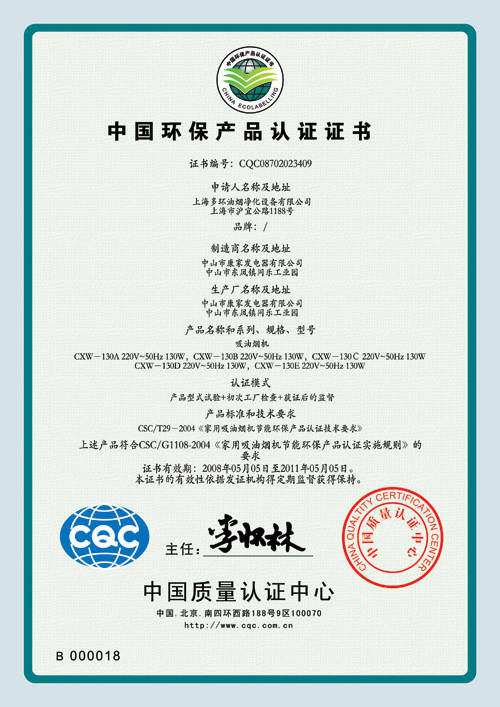 中国环保产品认证证书
CHINA ECOLABELLING
中国环保产品认证证书
证书编号：CQC08702023409
申请人名称及地址
上海多环油烟净化设备有限公司
上海市沪宜公路1188号
品牌：/
制造商名称及地址
中山市康家发电器有限公司
中山市东凤镇同乐工业园
生产厂名称及地址
中山市康家发电器有限公司
中山市东凤镇同乐工业园
产品名称和系列、规格、型号
吸油烟机
CXW－130A 220V~50Hz 130W，CXW－130B 220V~50Hz 130W，CXW－130C 220V~50Hz 130W
CXW－130D 220V~50Hz 130W，CXW－130E 220V~50Hz 130W
认证模式
产品型式试验+初次工厂检查+获证后的监督
产品标准和技术要求
CSC/T29－2004《家用吸油烟机节能环保产品认证技术要求》
上述产品符合CSC/G1108-2004《家用吸油烟机节能环保产品认证实施规则》的
要求
证书有效期：2008年05月05日至2011年05月05日。
本证书的有效性依据发证机构得定期监督获得保持。
CQC
主任：李怀林
CHINA QUALTITY CERTIFICATION CENTER
中国质量认证中心
中国质量认证中心
中国.北京.南四环西路188号9区100070
http://www.cqc.com.cn
B 000018